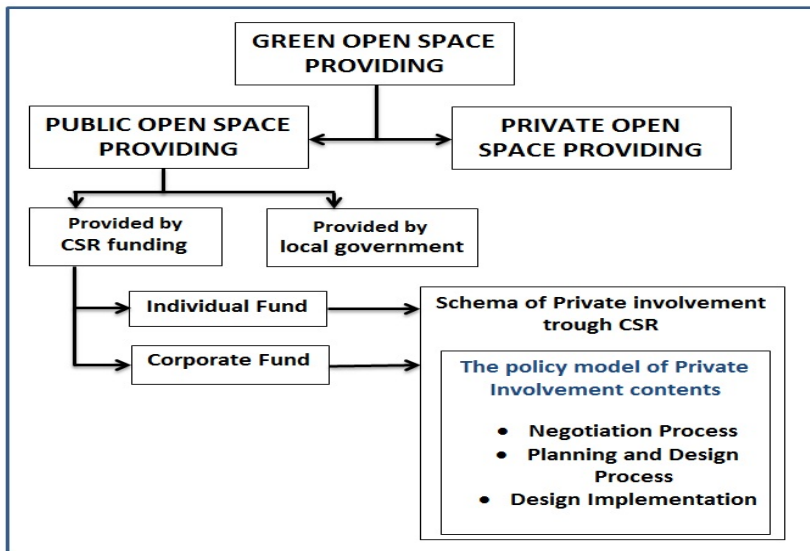 GREEN OPEN SPACE
PROVIDING
PUBLIC OPEN SPACE
PROVIDING
PRIVATE OPEN
SPACE PROVIDING
Provided by
CSR funding
Provided by
local government
Individual Fund
Corporate Fund
Schema of Private involvement
trough CSR
The policy model of Private
Involvement contents
• Negotiation Process
• Planning and Design
Process
• Design Implementation